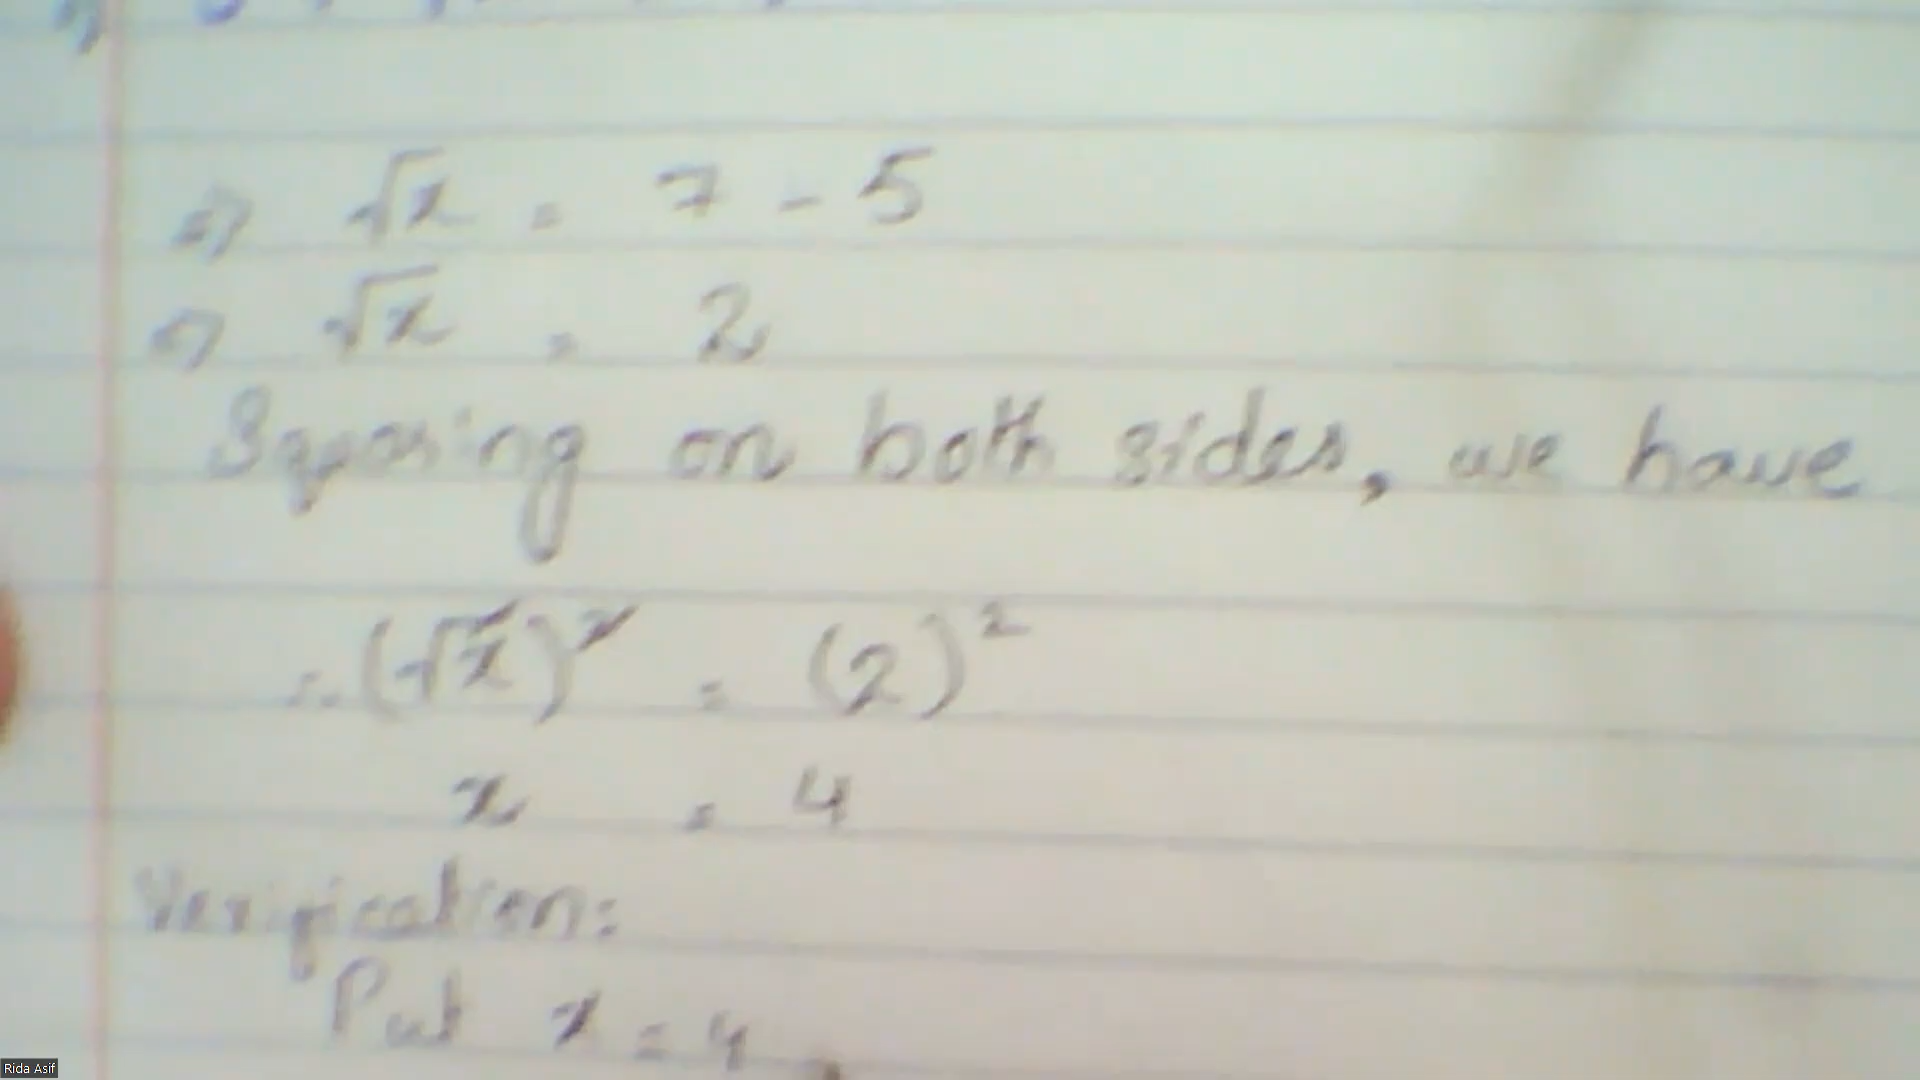 ⇒ √x = 7 - 5
⇒ √x = 2
Squaring on both sides, we have
∴ (√x)² = (2)²
x = 4
Verification:
Put x = 4
Rida Asif